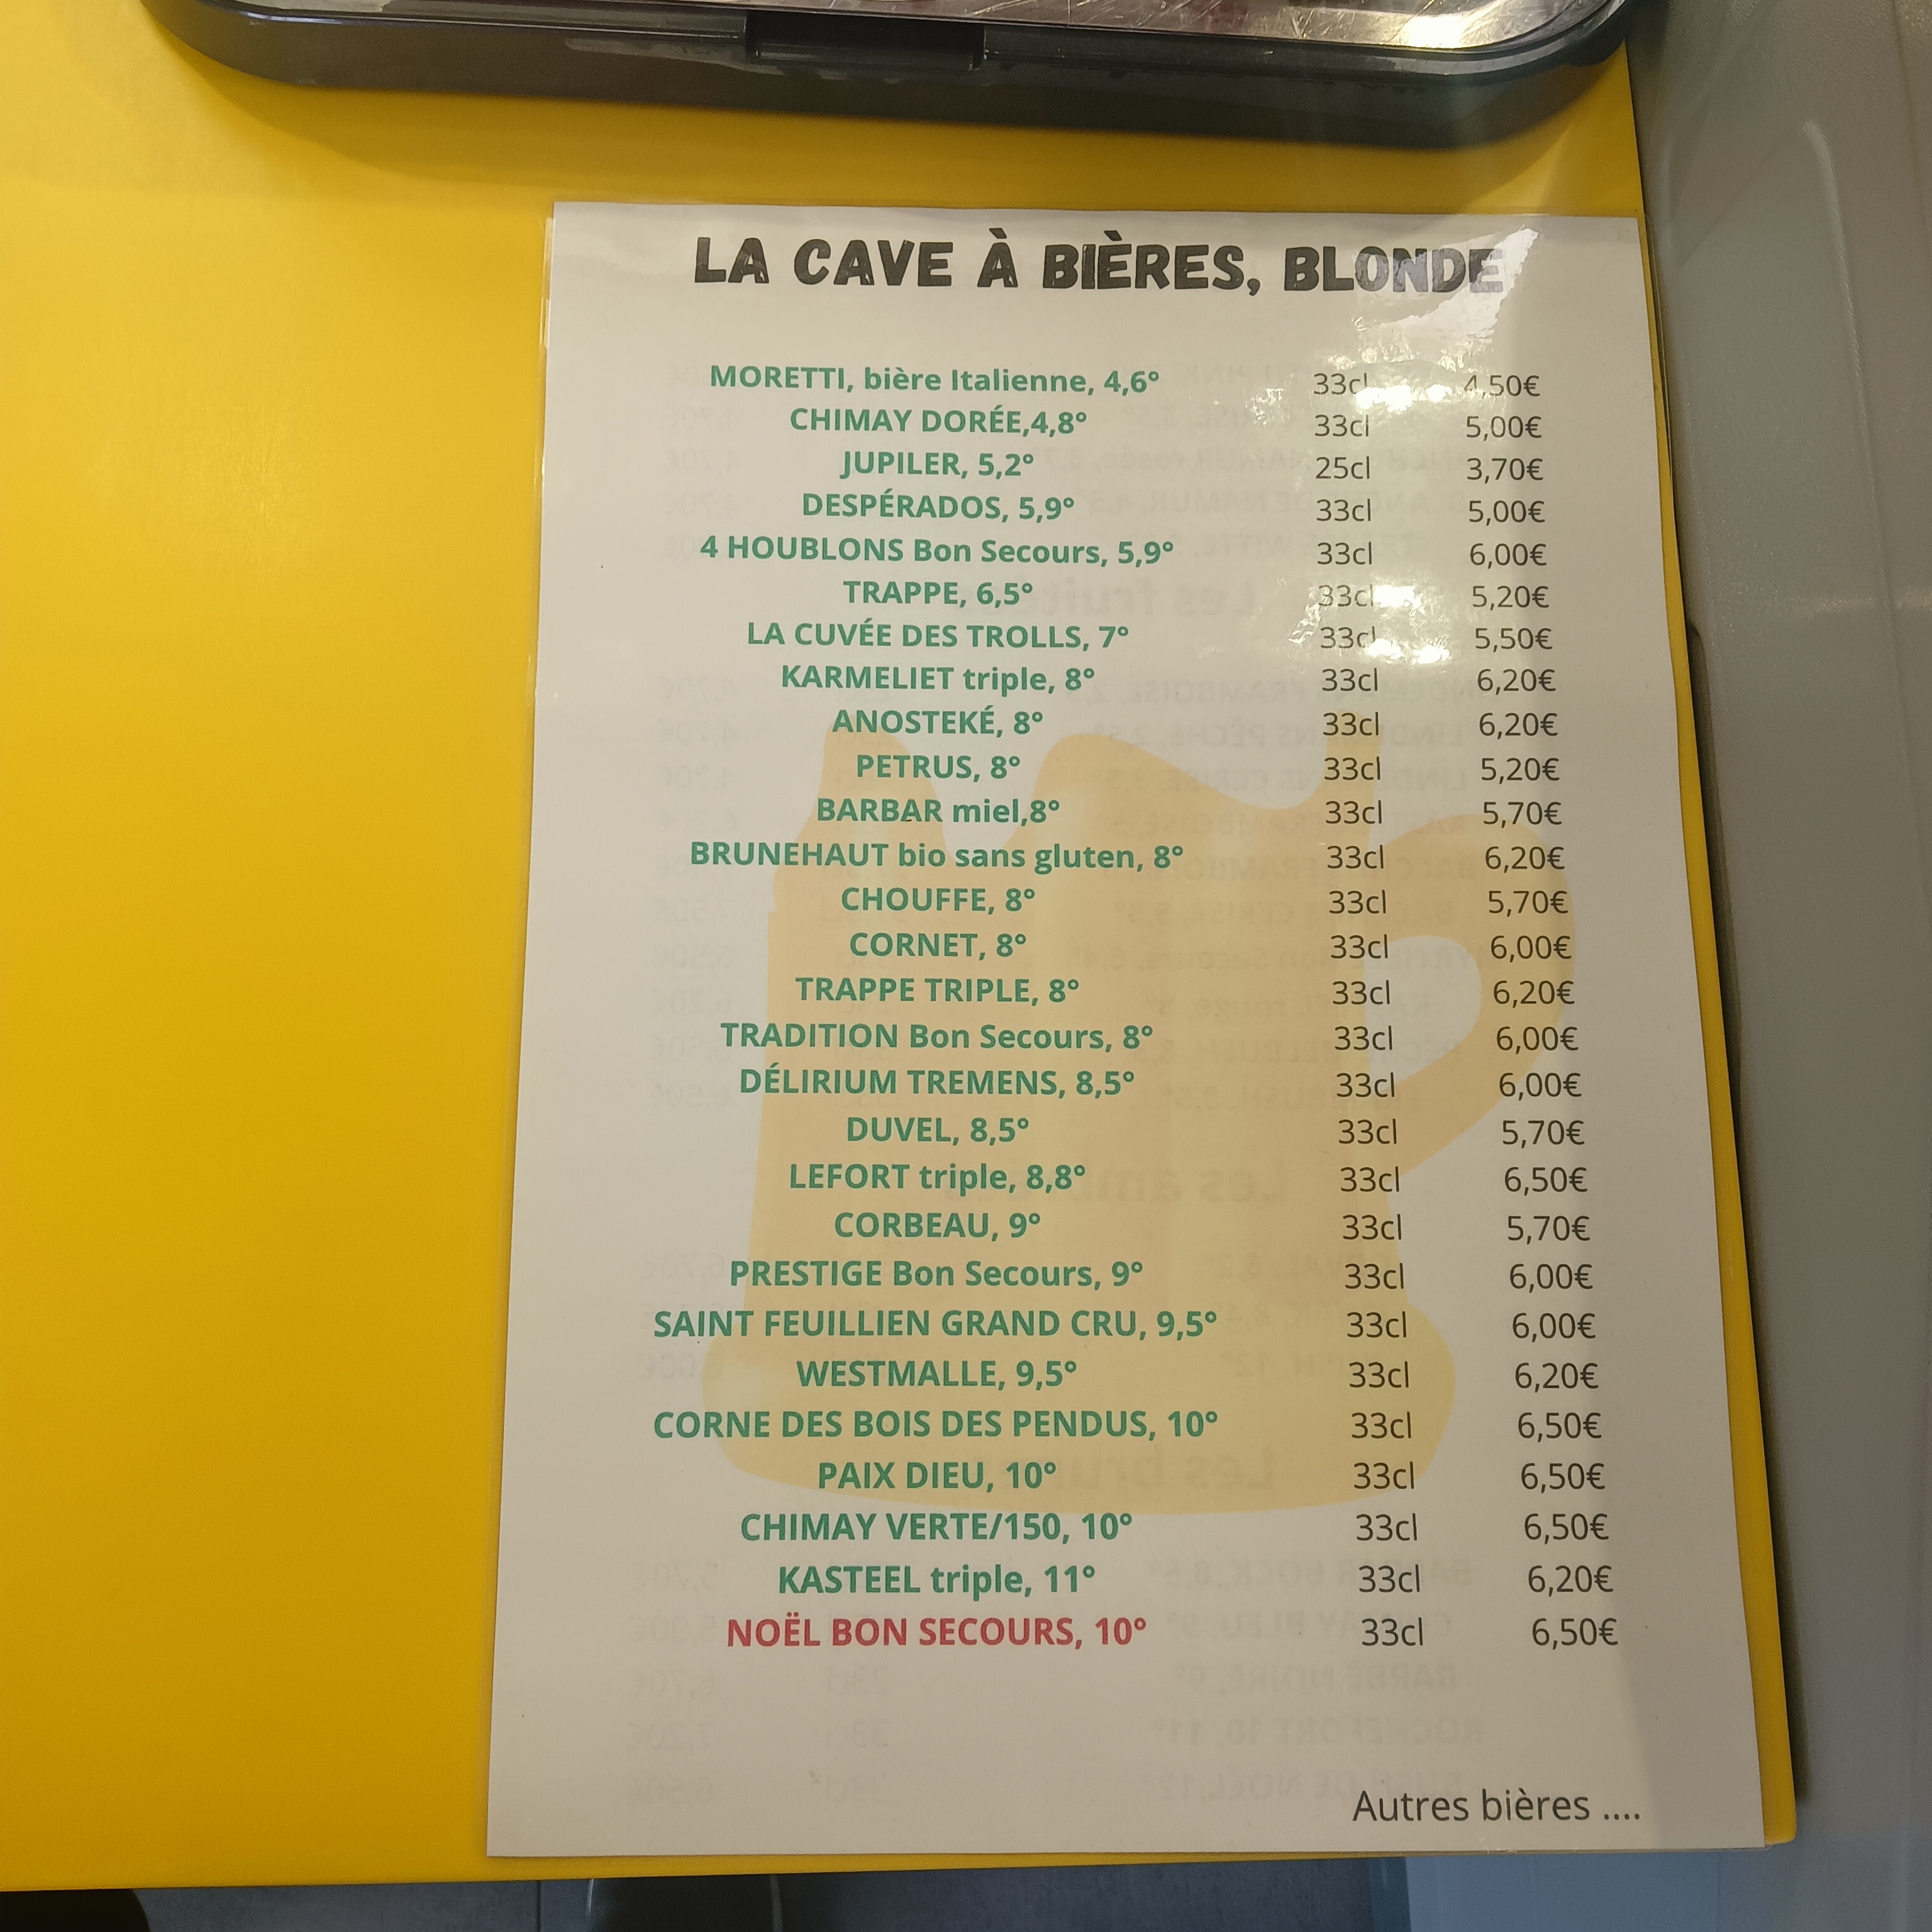 LA CAVE À BIÈRES, BLONDE
MORETTI, bière Italienne, 4,6° 33cl 4,50€
CHIMAY DORÉE,4,8° 33cl 5,00€
JUPILER, 5,2° 25cl 3,70€
DESPÉRADOS, 5,9° 33cl 5,00€
4 HOUBLONS Bon Secours, 5,9° 33cl 6,00€
TRAPPE, 6,5° 33cl 5,20€
LA CUVÉE DES TROLLS, 7° 33cl 5,50€
KARMELIET triple, 8° 33cl 6,20€
ANOSTEKÉ, 8° 33cl 6,20€
PETRUS, 8° 33cl 5,20€
BARBAR miel,8° 33cl 5,70€
BRUNEHAUT bio sans gluten, 8° 33cl 6,20€
CHOUFFE, 8° 33cl 5,70€
CORNET, 8° 33cl 6,00€
TRAPPE TRIPLE, 8° 33cl 6,20€
TRADITION Bon Secours, 8° 33cl 6,00€
DÉLIRIUM TREMENS, 8,5° 33cl 6,00€
DUVEL, 8,5° 33cl 5,70€
LEFORT triple, 8,8° 33cl 6,50€
CORBEAU, 9° 33cl 5,70€
PRESTIGE Bon Secours, 9° 33cl 6,00€
SAINT FEUILLIEN GRAND CRU, 9,5° 33cl 6,00€
WESTMALLE, 9,5° 33cl 6,20€
CORNE DES BOIS DES PENDUS, 10° 33cl 6,50€
PAIX DIEU, 10° 33cl 6,50€
CHIMAY VERTE/150, 10° 33cl 6,50€
KASTEEL triple, 11° 33cl 6,20€
NOËL BON SECOURS, 10° 33cl 6,50€
Autres bières ....